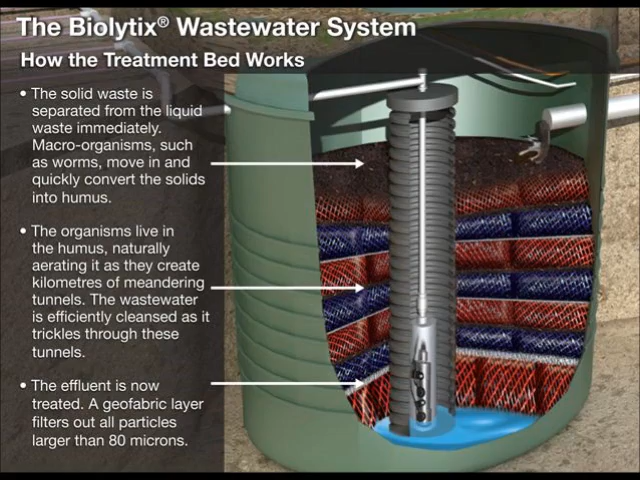 The Biolytix® Wastewater System
How the Treatment Bed Works
• The solid waste is
separated from the liquid
waste immediately.
Macro-organisms, such
as worms, move in and
quickly convert the solids
into humus.
• The organisms live in
the humus, naturally
aerating it as they create
kilometres of meandering
tunnels. The wastewater
is efficiently cleansed as it
trickles through these
tunnels.
• The effluent is now
treated. A geofabric layer
filters out all particles
larger than 80 microns.